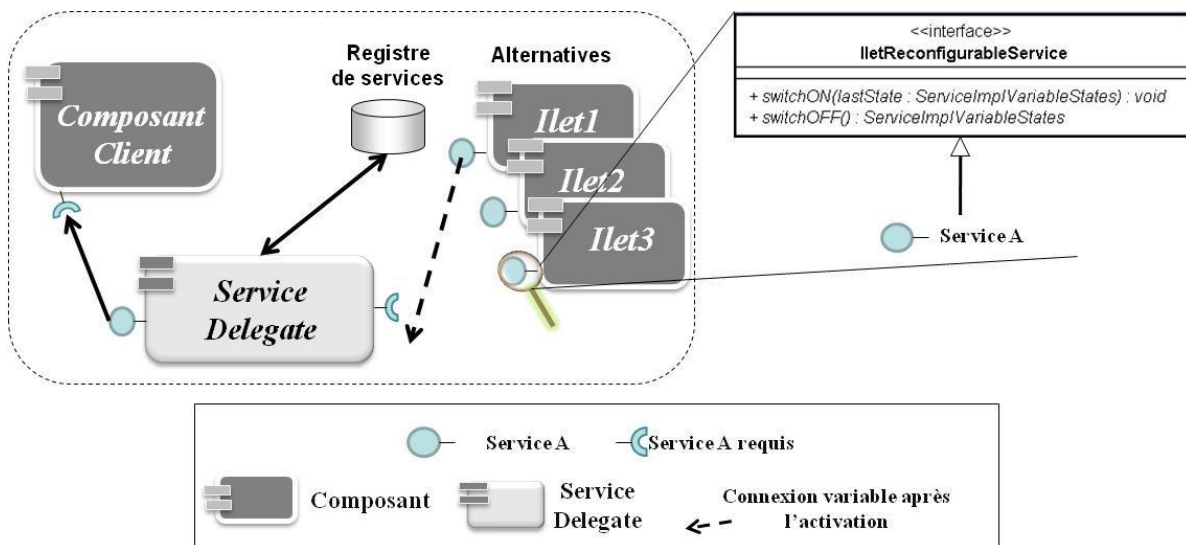 Composant
Client
Registre
de services
Alternatives
Ilet1
Ilet2
Ilet3
Service
Delegate
<<interface>>
IletReconfigurableService
+ switchON(lastState : ServiceImplVariableStates) : void
+ switchOFF() : ServiceImplVariableStates
Service A
Service A
Service A requis
Composant
Service
Delegate
Connexion variable après
l'activation